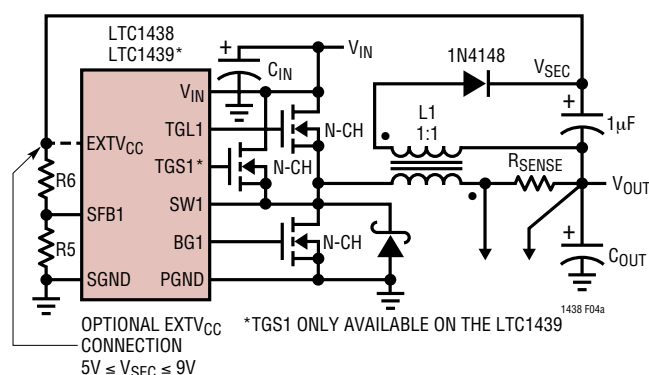 LTC1438
LTC1439*
+
C_IN
V_IN
1N4148
V_SEC
V_IN
TGL1
EXTV_CC
TGS1*
SFB1
SW1
BG1
SGND
PGND
N-CH
N-CH
N-CH
R6
R5
L1
1:1
+
1μF
R_SENSE
V_OUT
+
C_OUT
1438 F04a
OPTIONAL EXTV_CC
CONNECTION
5V ≤ V_SEC ≤ 9V
*TGS1 ONLY AVAILABLE ON THE LTC1439